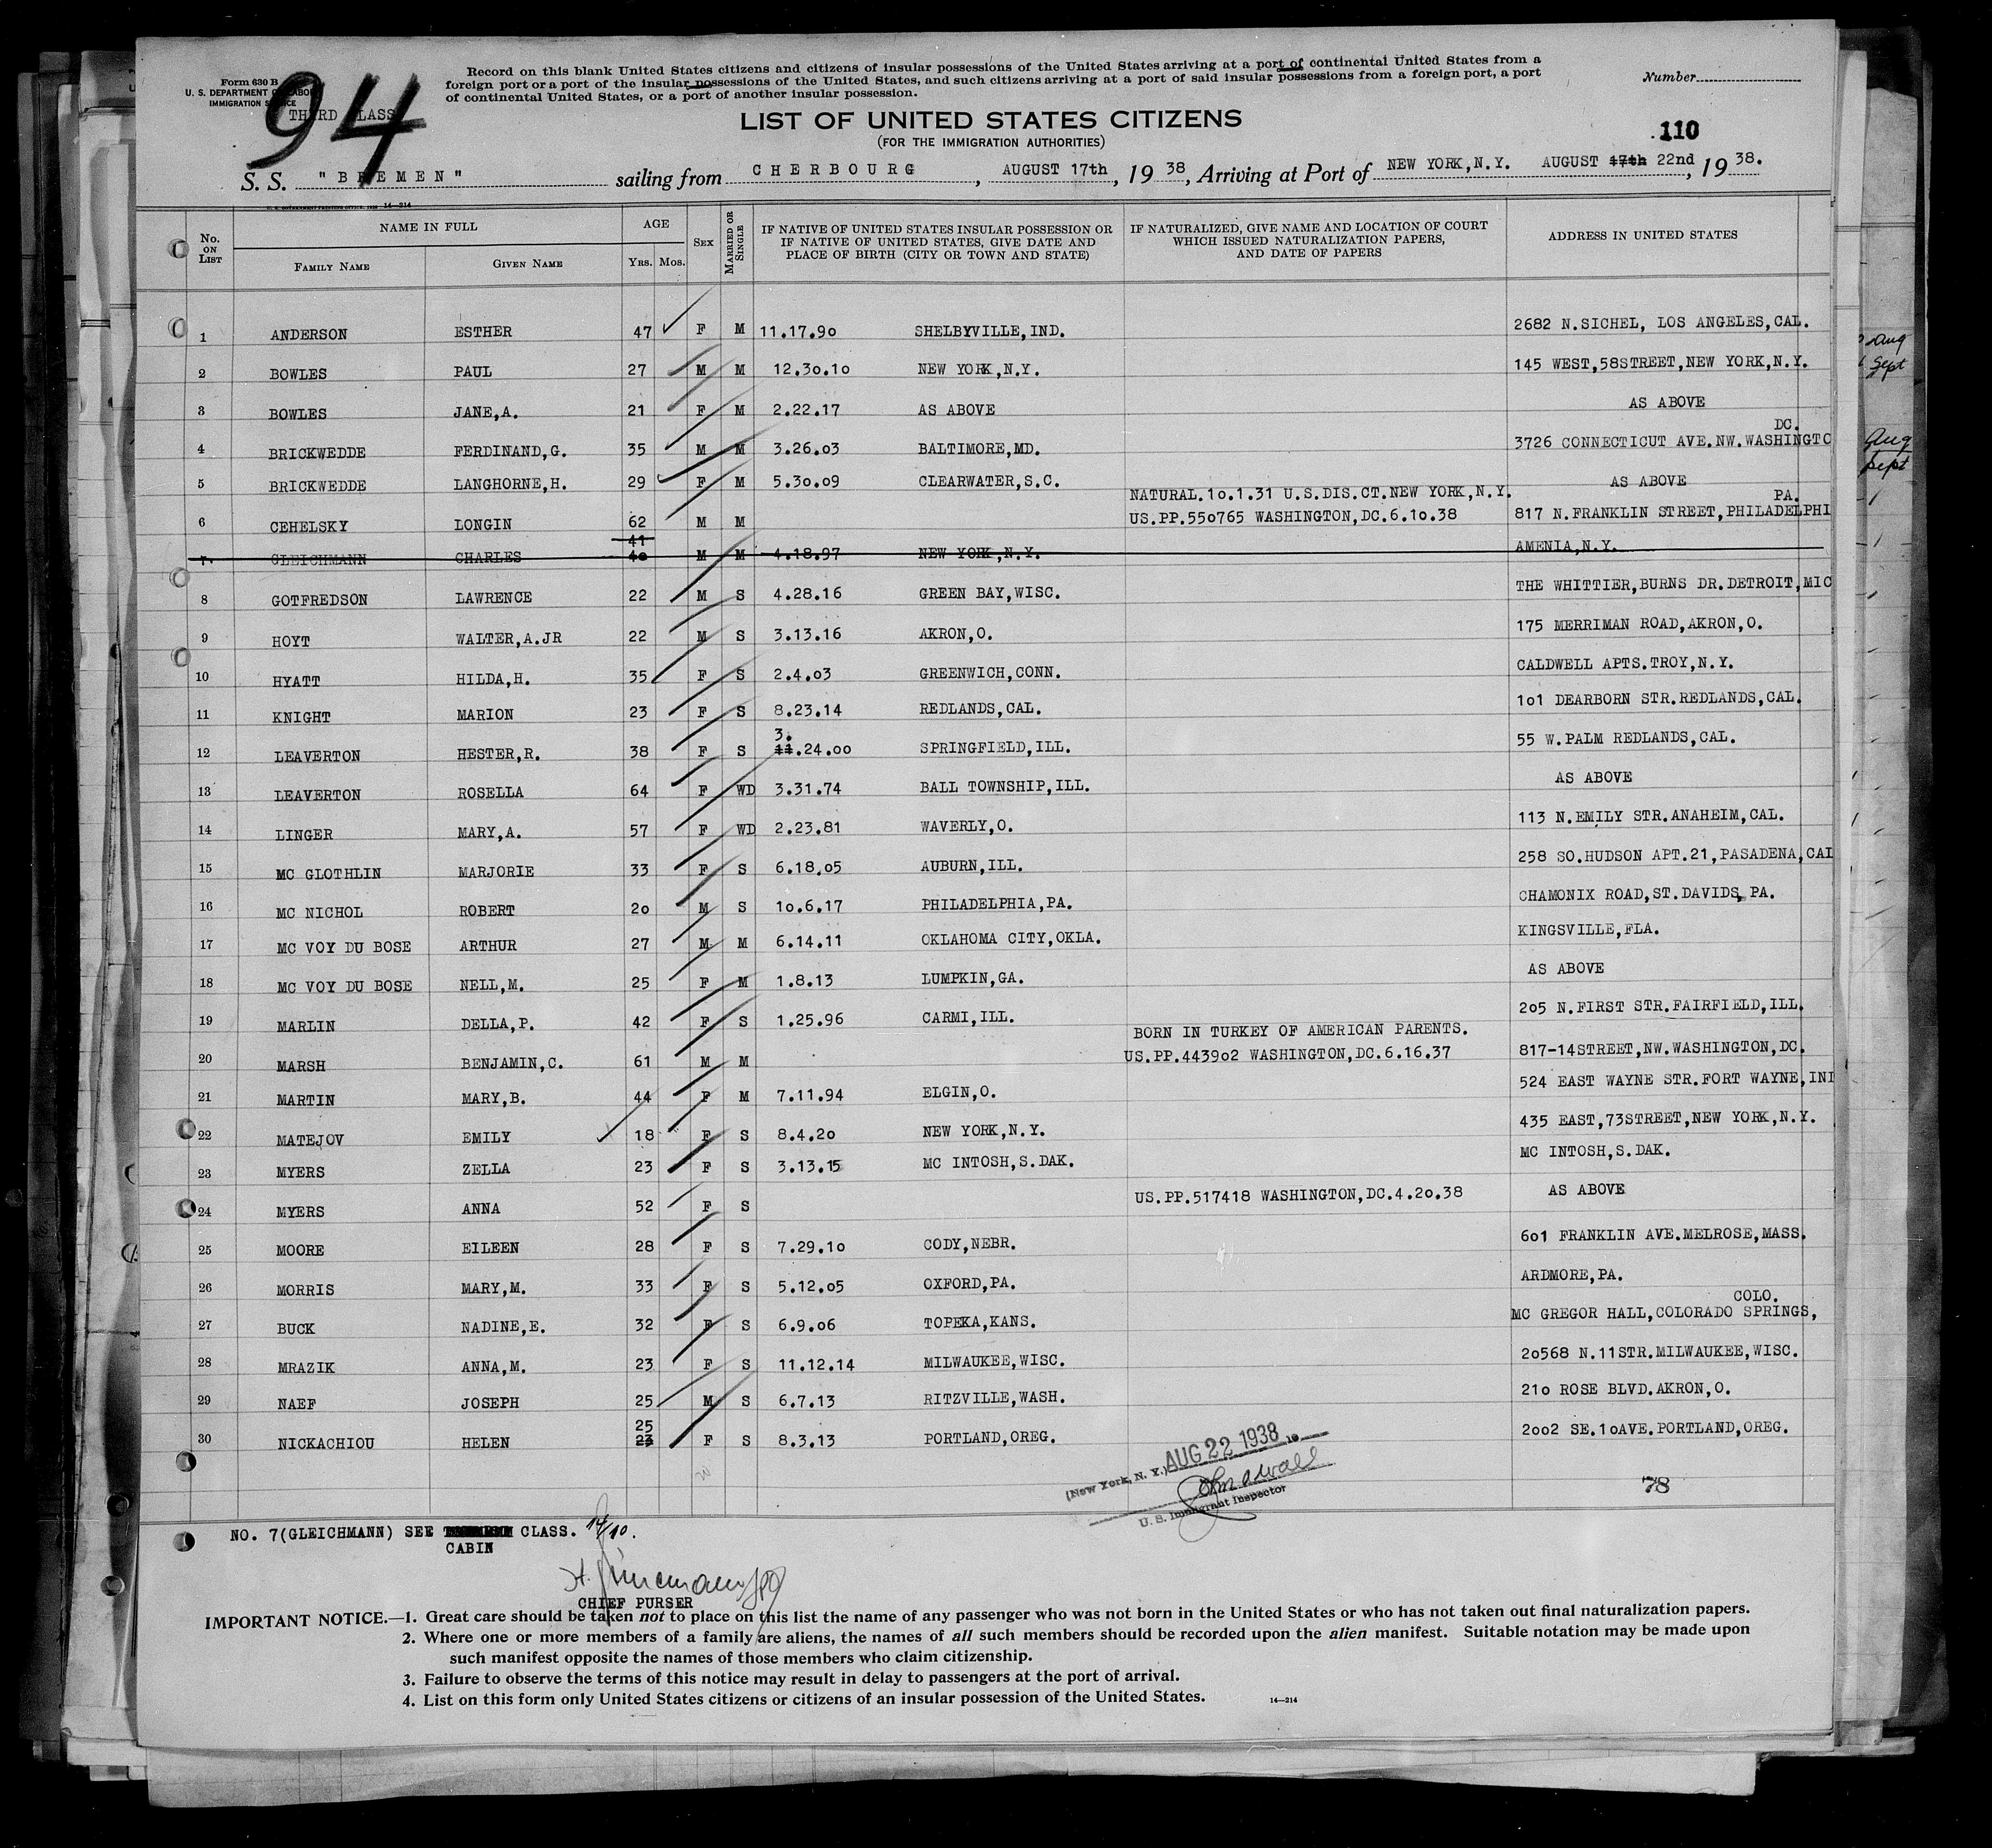 Form 630 B
U. S. DEPARTMENT OF LABOR
IMMIGRATION SERVICE
THIRD CLASS
94
Record on this blank United States citizens and citizens of insular possessions of the United States arriving at a port of continental United States from a
foreign port or a port of the insular possessions of the United States, and such citizens arriving at a port of said insular possessions from a foreign port, a port
of continental United States, or a port of another insular possession.
Number
LIST OF UNITED STATES CITIZENS
(FOR THE IMMIGRATION AUTHORITIES)
110
S. S. "BREMEN" sailing from CHERBOURG, AUGUST 17th, 19 38, Arriving at Port of NEW YORK,N.Y. AUGUST 17th 22nd, 19 38.
14-214
No. ON LIST
NAME IN FULL
FAMILY NAME GIVEN NAME
AGE
YRS. MOS.
SEX
MARRIED OR SINGLE
IF NATIVE OF UNITED STATES INSULAR POSSESSION OR
IF NATIVE OF UNITED STATES, GIVE DATE AND
PLACE OF BIRTH (CITY OR TOWN AND STATE)
IF NATURALIZED, GIVE NAME AND LOCATION OF COURT
WHICH ISSUED NATURALIZATION PAPERS,
AND DATE OF PAPERS
ADDRESS IN UNITED STATES
1 ANDERSON ESTHER 47 F M 11.17.90 SHELBYVILLE,IND. 2682 N.SICHEL, LOS ANGELES,CAL.
2 BOWLES PAUL 27 M M 12.30.10 NEW YORK,N.Y. 145 WEST,58STREET,NEW YORK,N.Y.
3 BOWLES JANE,A. 21 F M 2.22.17 AS ABOVE AS ABOVE
DC.
4 BRICKWEDDE FERDINAND,G. 35 M M 3.26.03 BALTIMORE,MD. 3726 CONNECTICUT AVE.NW.WASHINGTO
5 BRICKWEDDE LANGHORNE,H. 29 F M 5.30.09 CLEARWATER,S.C. AS ABOVE
NATURAL.10.1.31 U.S.DIS.CT.NEW YORK,N.Y. PA.
6 CEHELSKY LONGIN 62 M M US.PP.550765 WASHINGTON,DC.6.10.38 817 N.FRANKLIN STREET,PHILADELPHI
41
7. GLEICHMANN CHARLES 40 M M 4.18.97 NEW YORK,N.Y. AMENIA,N.Y.
8 GOTFREDSON LAWRENCE 22 M S 4.28.16 GREEN BAY,WISC. THE WHITTIER,BURNS DR.DETROIT,MIC
9 HOYT WALTER,A.JR 22 M S 3.13.16 AKRON,O. 175 MERRIMAN ROAD,AKRON,O.
10 HYATT HILDA,H. 35 F S 2.4.03 GREENWICH,CONN. CALDWELL APTS.TROY,N.Y.
11 KNIGHT MARION 23 F S 8.23.14 REDLANDS,CAL. 101 DEARBORN STR.REDLANDS,CAL.
3.
12 LEAVERTON HESTER,R. 38 F S 11.24.00 SPRINGFIELD,ILL. 55 W.PALM REDLANDS,CAL.
13 LEAVERTON ROSELLA 64 F WD 3.31.74 BALL TOWNSHIP,ILL. AS ABOVE
14 LINGER MARY,A. 57 F WD 2.23.81 WAVERLY,O. 113 N.EMILY STR.ANAHEIM,CAL.
15 MC GLOTHLIN MARJORIE 33 F S 6.18.05 AUBURN,ILL. 258 SO.HUDSON APT.21,PASADENA,CAL
16 MC NICHOL ROBERT 20 M S 10.6.17 PHILADELPHIA,PA. CHAMONIX ROAD,ST.DAVIDS, PA.
17 MC VOY DU BOSE ARTHUR 27 M M 6.14.11 OKLAHOMA CITY,OKLA. KINGSVILLE,FLA.
18 MC VOY DU BOSE NELL,M. 25 F M 1.8.13 LUMPKIN,GA. AS ABOVE
19 MARLIN DELLA,P. 42 F S 1.25.96 CARMI,ILL. 205 N.FIRST STR.FAIRFIELD,ILL.
BORN IN TURKEY OF AMERICAN PARENTS.
20 MARSH BENJAMIN,C. 61 M M US.PP.443902 WASHINGTON,DC.6.16.37 817-14STREET,NW.WASHINGTON,DC.
21 MARTIN MARY,B. 44 F M 7.11.94 ELGIN,O. 524 EAST WAYNE STR.FORT WAYNE,IND
22 MATEJOV EMILY 18 F S 8.4.20 NEW YORK,N.Y. 435 EAST,73STREET,NEW YORK,N.Y.
23 MYERS ZELLA 23 F S 3.13.15 MC INTOSH,S.DAK. MC INTOSH,S.DAK.
24 MYERS ANNA 52 F S US.PP.517418 WASHINGTON,DC.4.20.38 AS ABOVE
25 MOORE EILEEN 28 F S 7.29.10 CODY,NEBR. 601 FRANKLIN AVE.MELROSE,MASS.
26 MORRIS MARY,M. 33 F S 5.12.05 OXFORD,PA. ARDMORE,PA.
COLO.
27 BUCK NADINE,E. 32 F S 6.9.06 TOPEKA,KANS. MC GREGOR HALL,COLORADO SPRINGS,
28 MRAZIK ANNA,M. 23 F S 11.12.14 MILWAUKEE,WISC. 20568 N.11STR.MILWAUKEE,WISC.
29 NAEF JOSEPH 25 M S 6.7.13 RITZVILLE,WASH. 210 ROSE BLVD.AKRON,O.
25
30 NICKACHIOU HELEN 23 F S 8.3.13 PORTLAND,OREG. 2002 SE.10AVE.PORTLAND,OREG.
(New York, N. Y.) AUG 22 1938 19
U. S. Immigrant Inspector
78
NO. 7(GLEICHMANN) SEE CLASS. 14/10.
CABIN
CHIEF PURSER
IMPORTANT NOTICE.—1. Great care should be taken not to place on this list the name of any passenger who was not born in the United States or who has not taken out final naturalization papers.
2. Where one or more members of a family are aliens, the names of all such members should be recorded upon the alien manifest. Suitable notation may be made upon
such manifest opposite the names of those members who claim citizenship.
3. Failure to observe the terms of this notice may result in delay to passengers at the port of arrival.
4. List on this form only United States citizens or citizens of an insular possession of the United States. 14—214
Aug
Sept
Aug
Sept